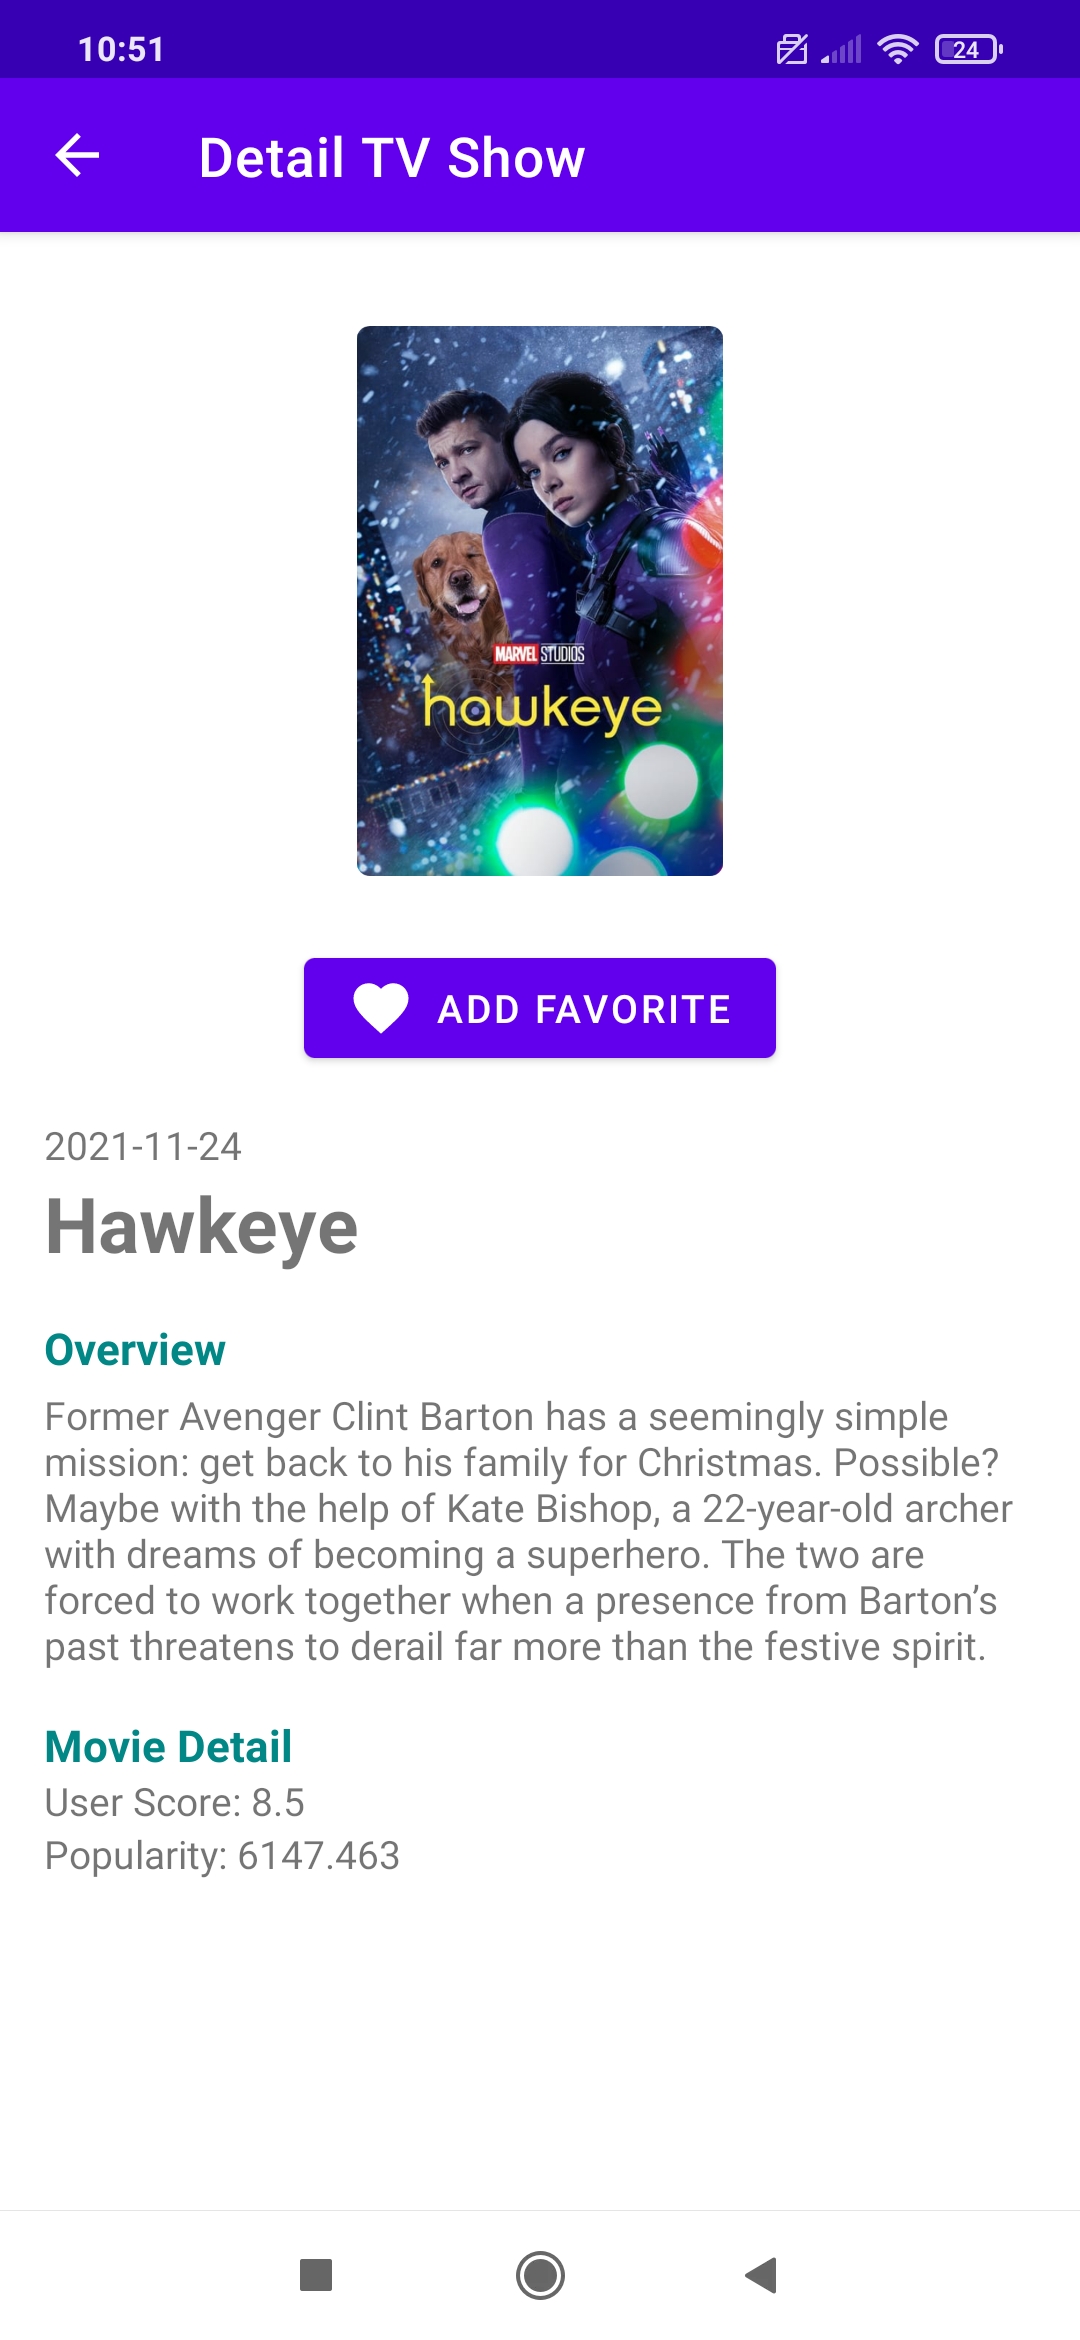 10:51
24
Detail TV Show
MARVEL STUDIOS
hawkeye
ADD FAVORITE
2021-11-24
Hawkeye
Overview
Former Avenger Clint Barton has a seemingly simple
mission: get back to his family for Christmas. Possible?
Maybe with the help of Kate Bishop, a 22-year-old archer
with dreams of becoming a superhero. The two are
forced to work together when a presence from Barton’s
past threatens to derail far more than the festive spirit.
Movie Detail
User Score: 8.5
Popularity: 6147.463